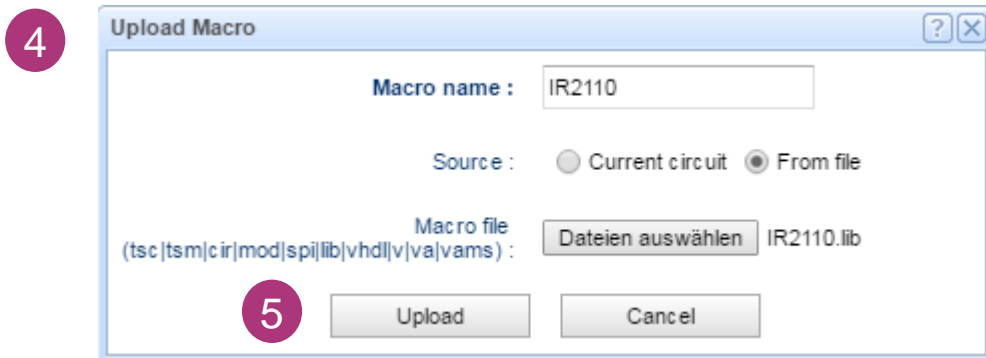 4
Upload Macro
Macro name : IR2110
Source : Current circuit From file
Macro file
(tsc|tsm|cir|mod|spi|lib|vhdl|v|va|vams) : Dateien auswählen IR2110.lib
5 Upload Cancel